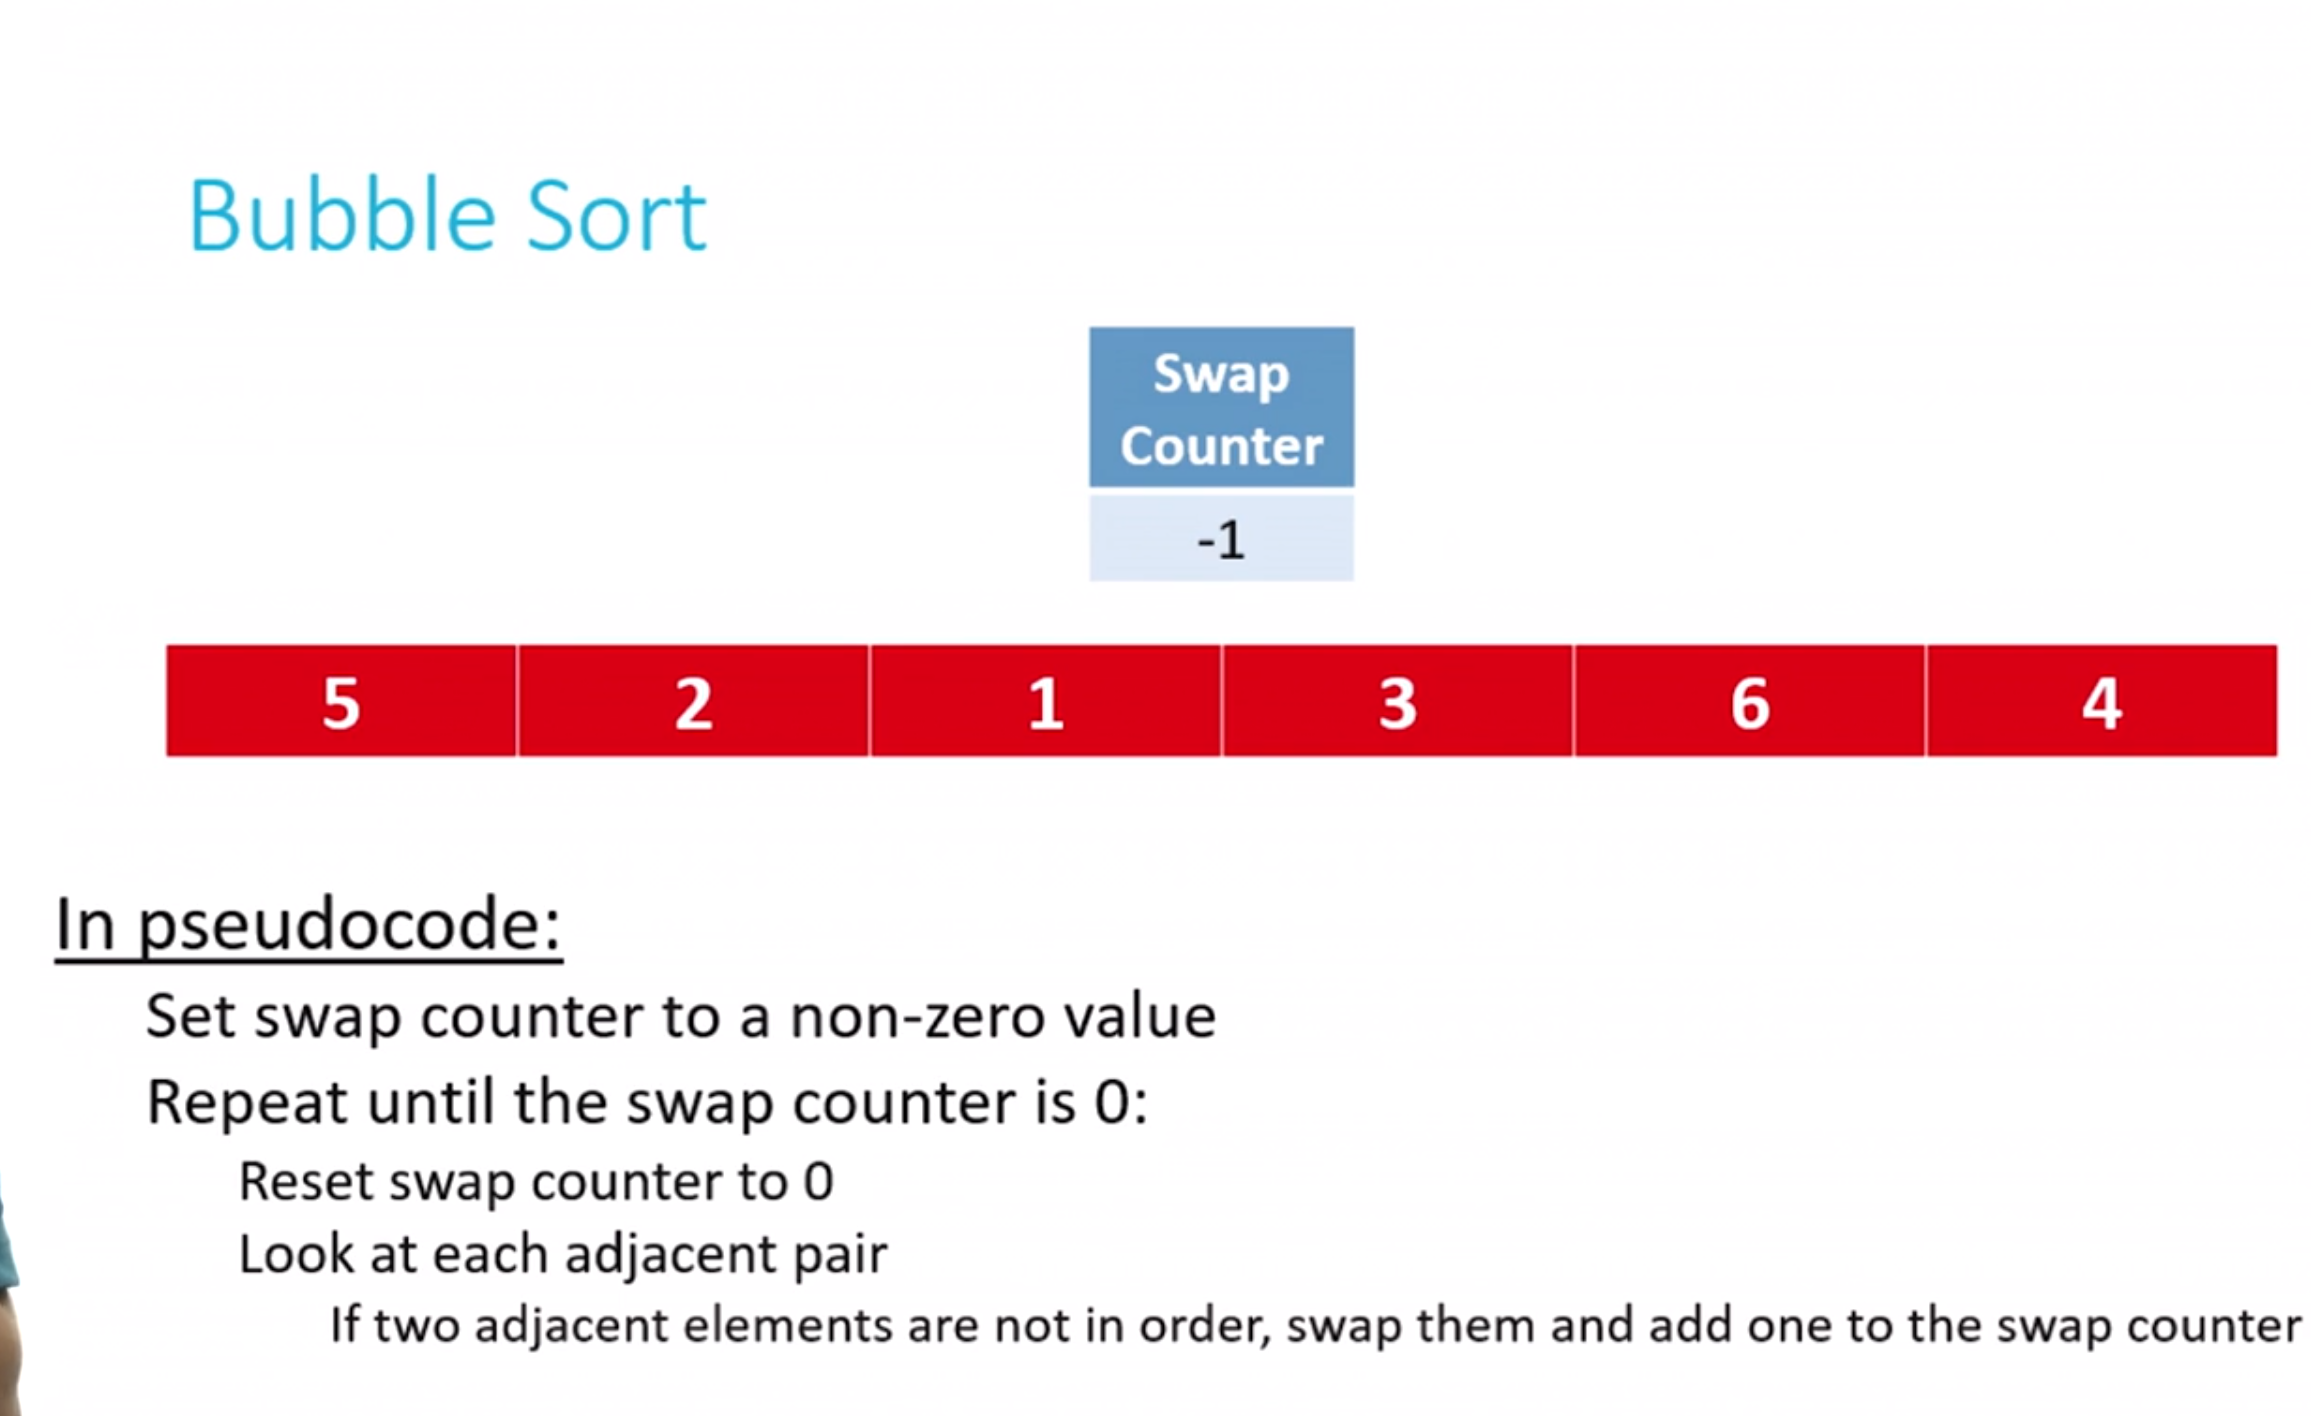 Bubble Sort
Swap
Counter
-1
5 2 1 3 6 4
In pseudocode:
Set swap counter to a non-zero value
Repeat until the swap counter is 0:
Reset swap counter to 0
Look at each adjacent pair
If two adjacent elements are not in order, swap them and add one to the swap counter